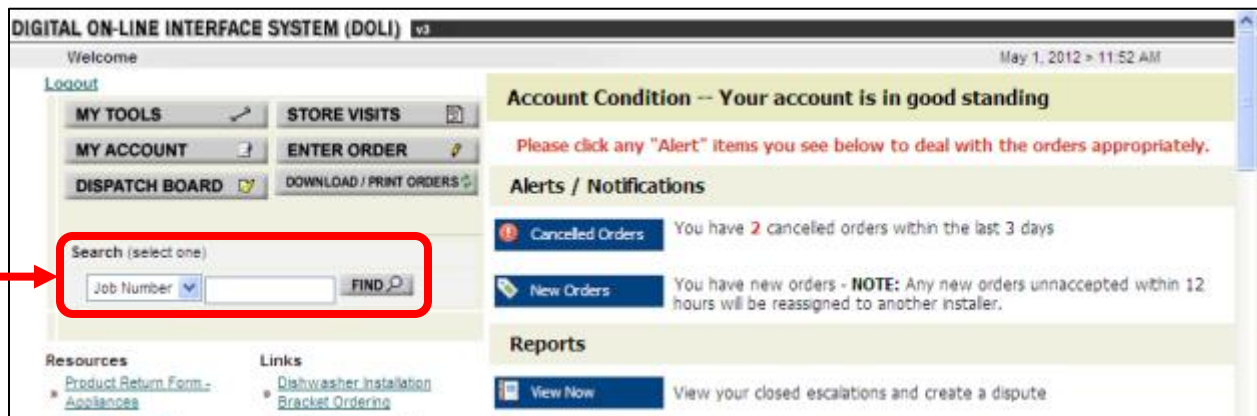 DIGITAL ON-LINE INTERFACE SYSTEM (DOLI) v3
Welcome
May 1, 2012 > 11:52 AM
Logout
MY TOOLS
STORE VISITS
MY ACCOUNT
ENTER ORDER
DISPATCH BOARD
DOWNLOAD / PRINT ORDERS
Search (select one)
Job Number
FIND
Resources
Links
Product Return Form -
Appliances
Dishwasher Installation
Bracket Ordering
Account Condition -- Your account is in good standing
Please click any "Alert" items you see below to deal with the orders appropriately.
Alerts / Notifications
Cancelled Orders
You have 2 cancelled orders within the last 3 days
New Orders
You have new orders - NOTE: Any new orders unnaccepted within 12
hours will be reassigned to another installer.
Reports
View Now
View your closed escalations and create a dispute